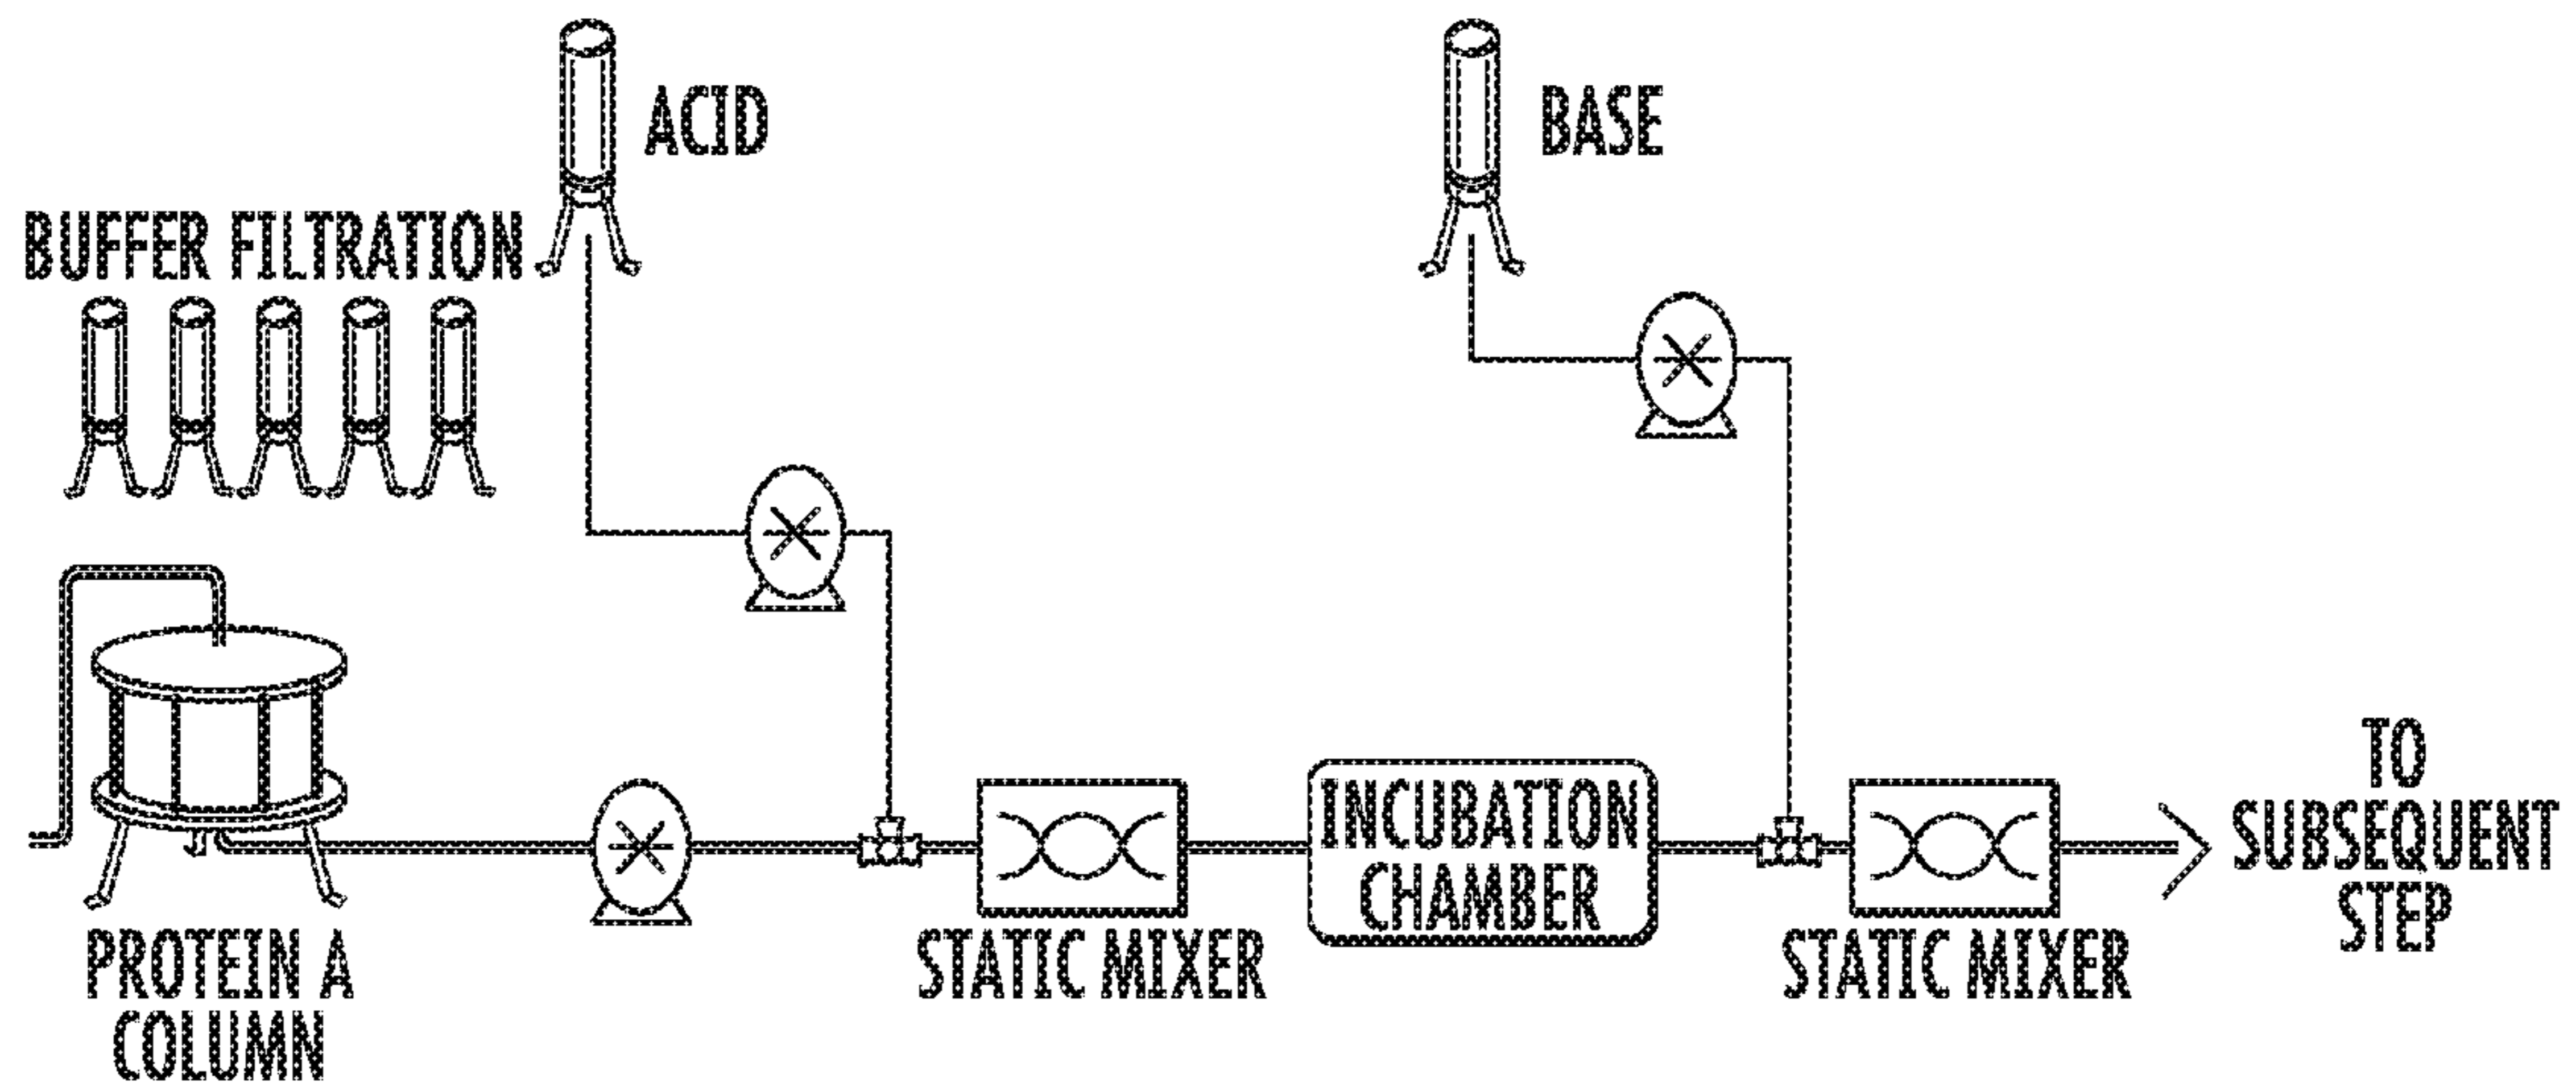 ACID
BASE
BUFFER FILTRATION
PROTEIN A
COLUMN
STATIC MIXER
INCUBATION
CHAMBER
STATIC MIXER
TO
SUBSEQUENT
STEP